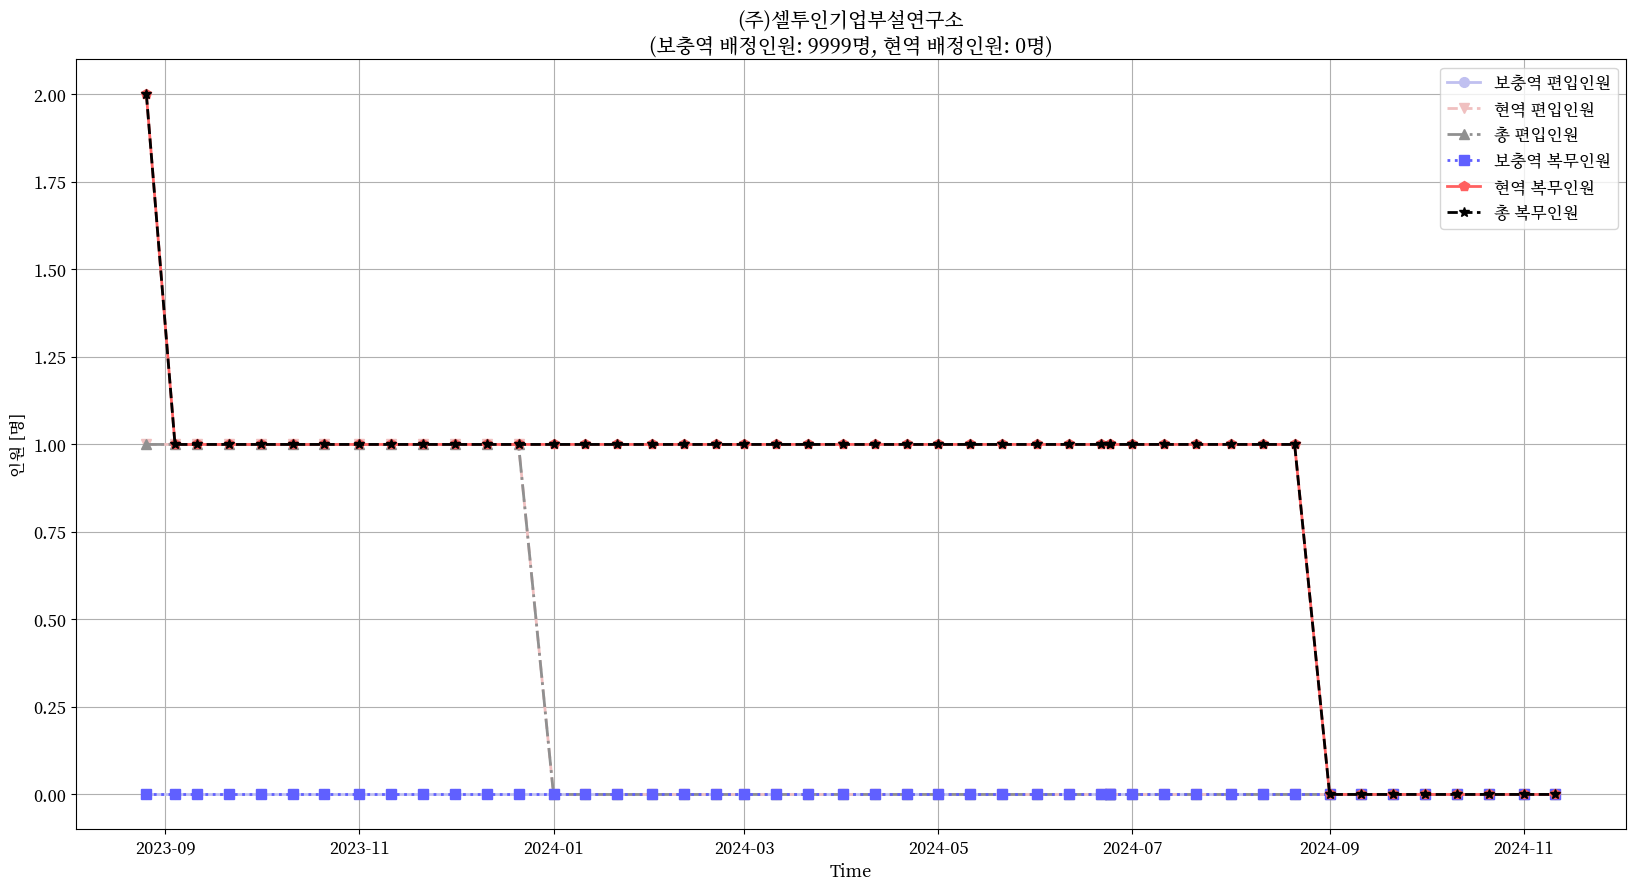 (주)셀투인기업부설연구소
(보충역 배정인원: 9999명, 현역 배정인원: 0명)
보충역 편입인원
현역 편입인원
총 편입인원
보충역 복무인원
현역 복무인원
총 복무인원
인원 [명]
2.00
1.75
1.50
1.25
1.00
0.75
0.50
0.25
0.00
2023-09
2023-11
2024-01
2024-03
2024-05
2024-07
2024-09
2024-11
Time